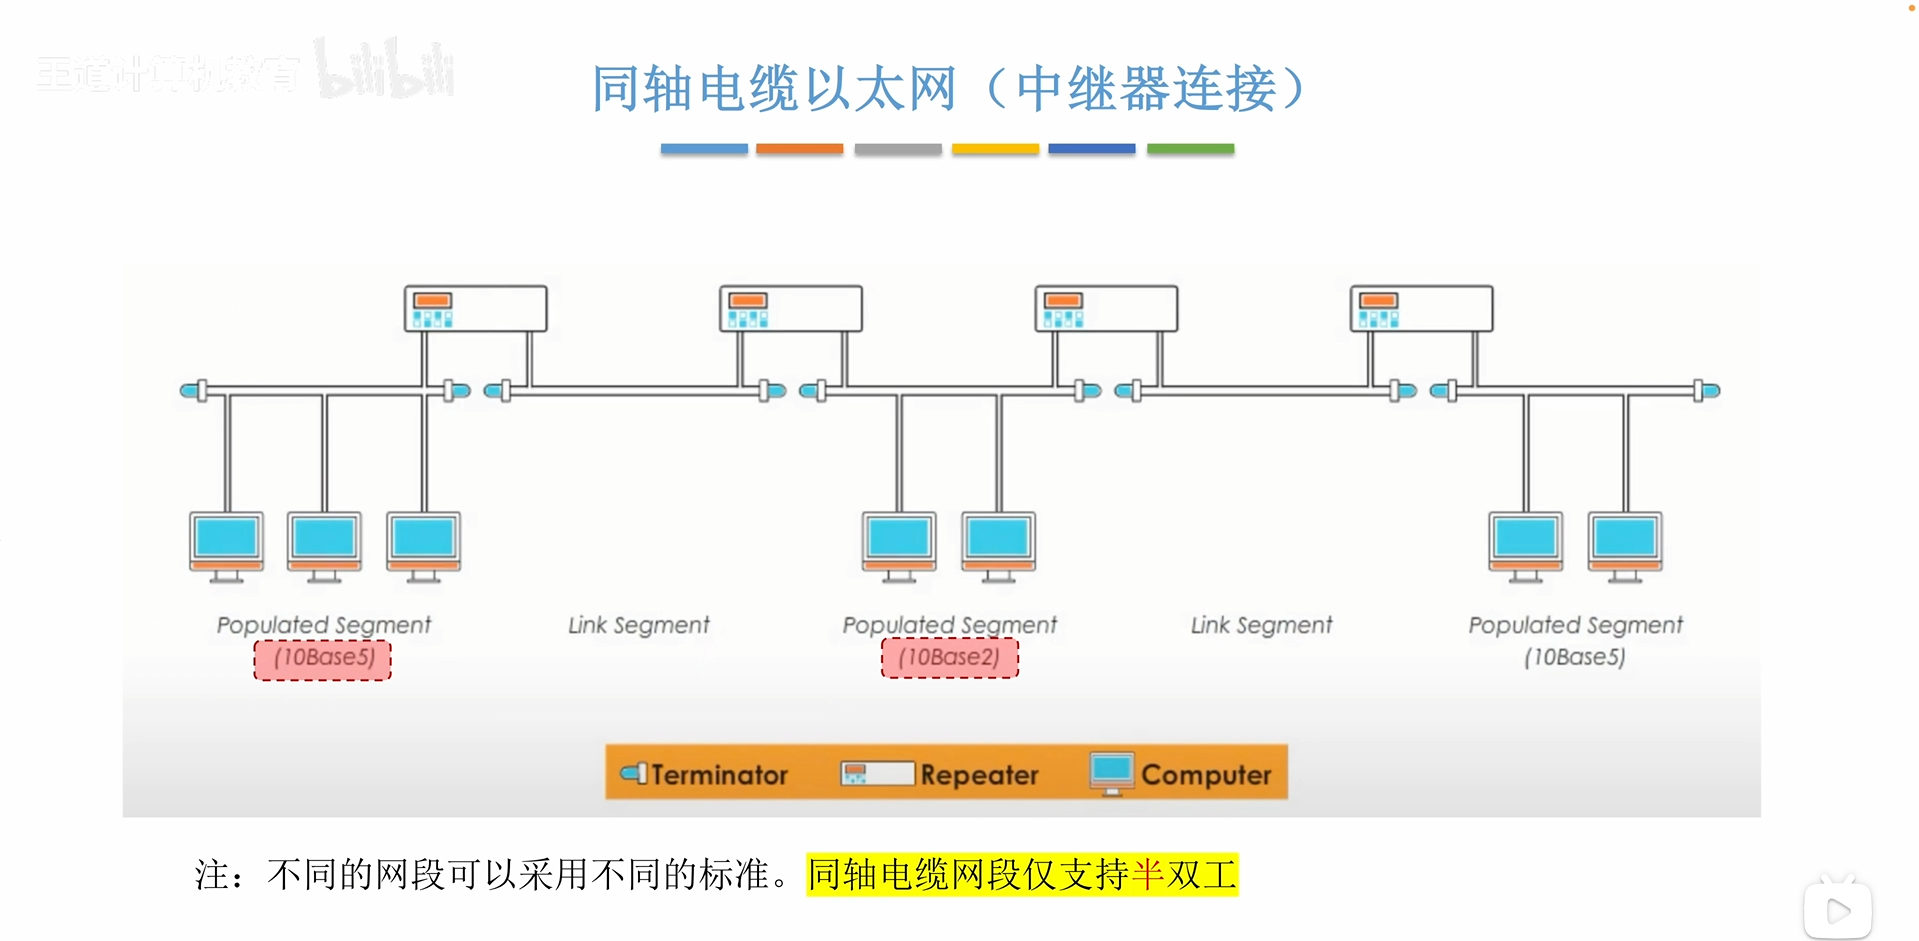 王道计算机教育 bilibili
同轴电缆以太网（中继器连接）
Populated Segment
(10Base5)
Link Segment
Populated Segment
(10Base2)
Link Segment
Populated Segment
(10Base5)
Terminator Repeater Computer
注：不同的网段可以采用不同的标准。同轴电缆网段仅支持半双工